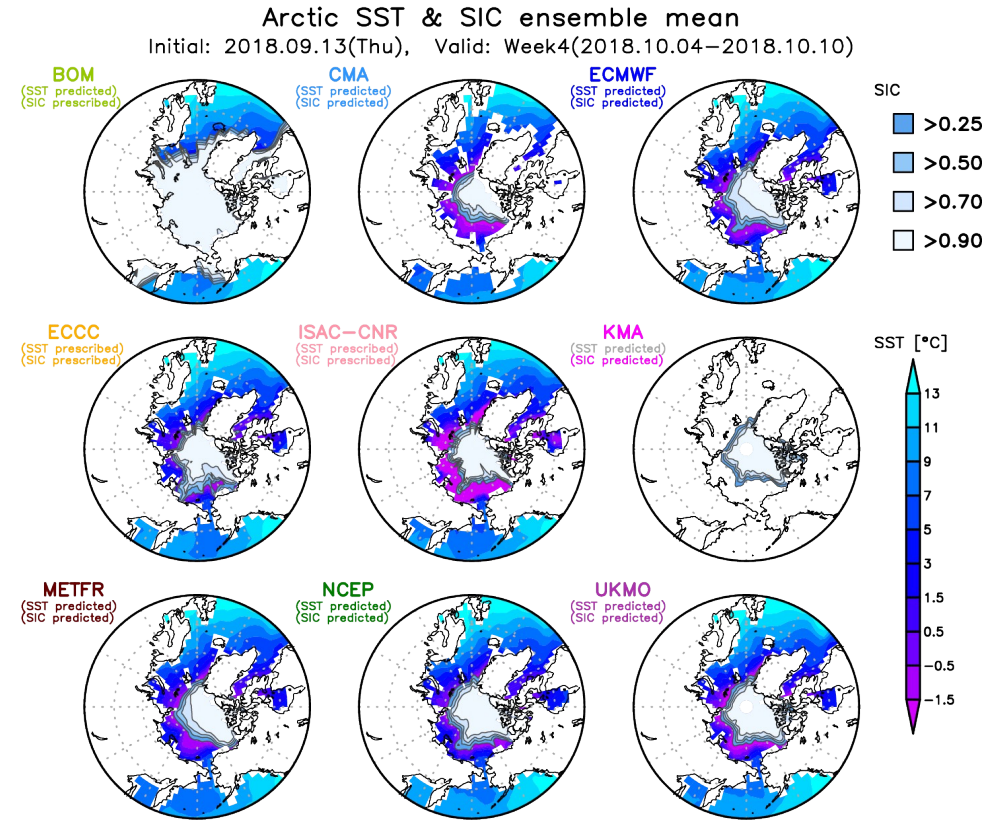 Arctic SST & SIC ensemble mean
Initial: 2018.09.13(Thu), Valid: Week4(2018.10.04−2018.10.10)
BOM
(SST predicted)
(SIC prescribed)
CMA
(SST predicted)
(SIC predicted)
ECMWF
(SST predicted)
(SIC predicted)
SIC
>0.25
>0.50
>0.70
>0.90
ECCC
(SST prescribed)
(SIC prescribed)
ISAC−CNR
(SST prescribed)
(SIC prescribed)
KMA
(SST predicted)
(SIC predicted)
SST [°C]
13
11
9
7
5
3
1.5
0.5
−0.5
−1.5
METFR
(SST predicted)
(SIC predicted)
NCEP
(SST predicted)
(SIC predicted)
UKMO
(SST predicted)
(SIC predicted)